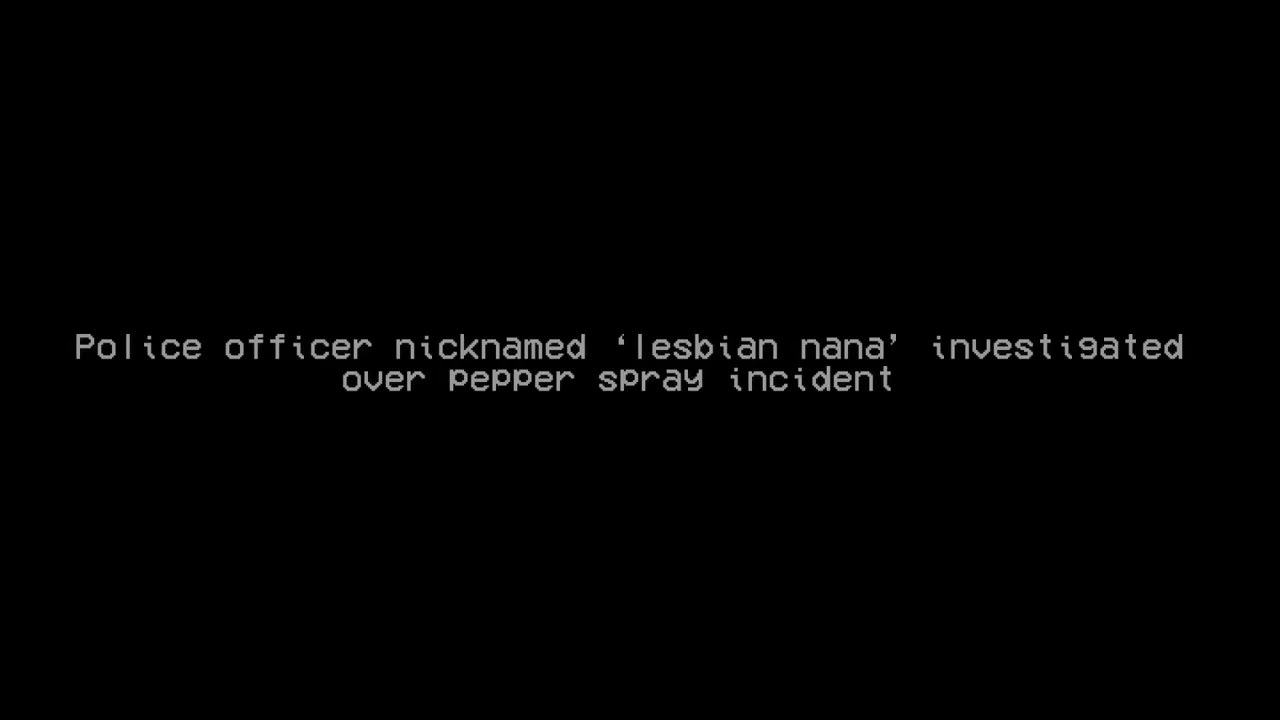 Police officer nicknamed ‘lesbian nana’ investigated
over pepper spray incident